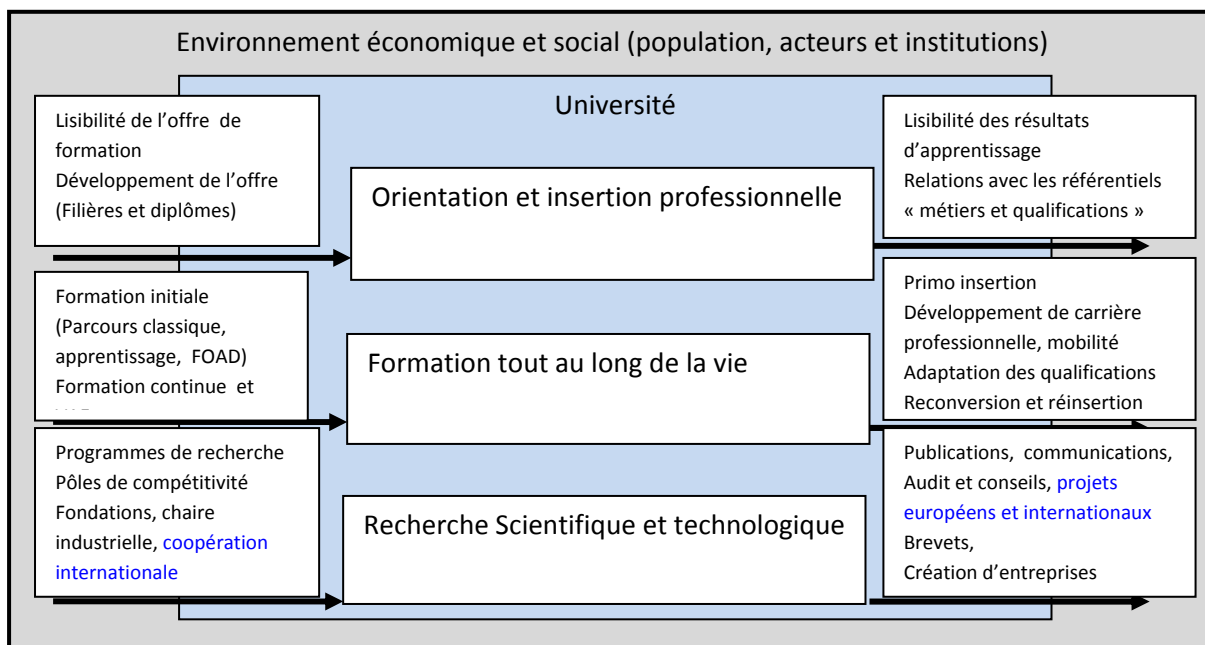 Environnement économique et social (population, acteurs et institutions)
Université
Lisibilité de l’offre de
formation
Développement de l’offre
(Filières et diplômes)
Orientation et insertion professionnelle
Lisibilité des résultats
d’apprentissage
Relations avec les référentiels
« métiers et qualifications »
Formation initiale
(Parcours classique,
apprentissage, FOAD)
Formation continue et
Formation tout au long de la vie
Primo insertion
Développement de carrière
professionnelle, mobilité
Adaptation des qualifications
Reconversion et réinsertion
Programmes de recherche
Pôles de compétitivité
Fondations, chaire
industrielle, coopération
internationale
Recherche Scientifique et technologique
Publications, communications,
Audit et conseils, projets
européens et internationaux
Brevets,
Création d’entreprises